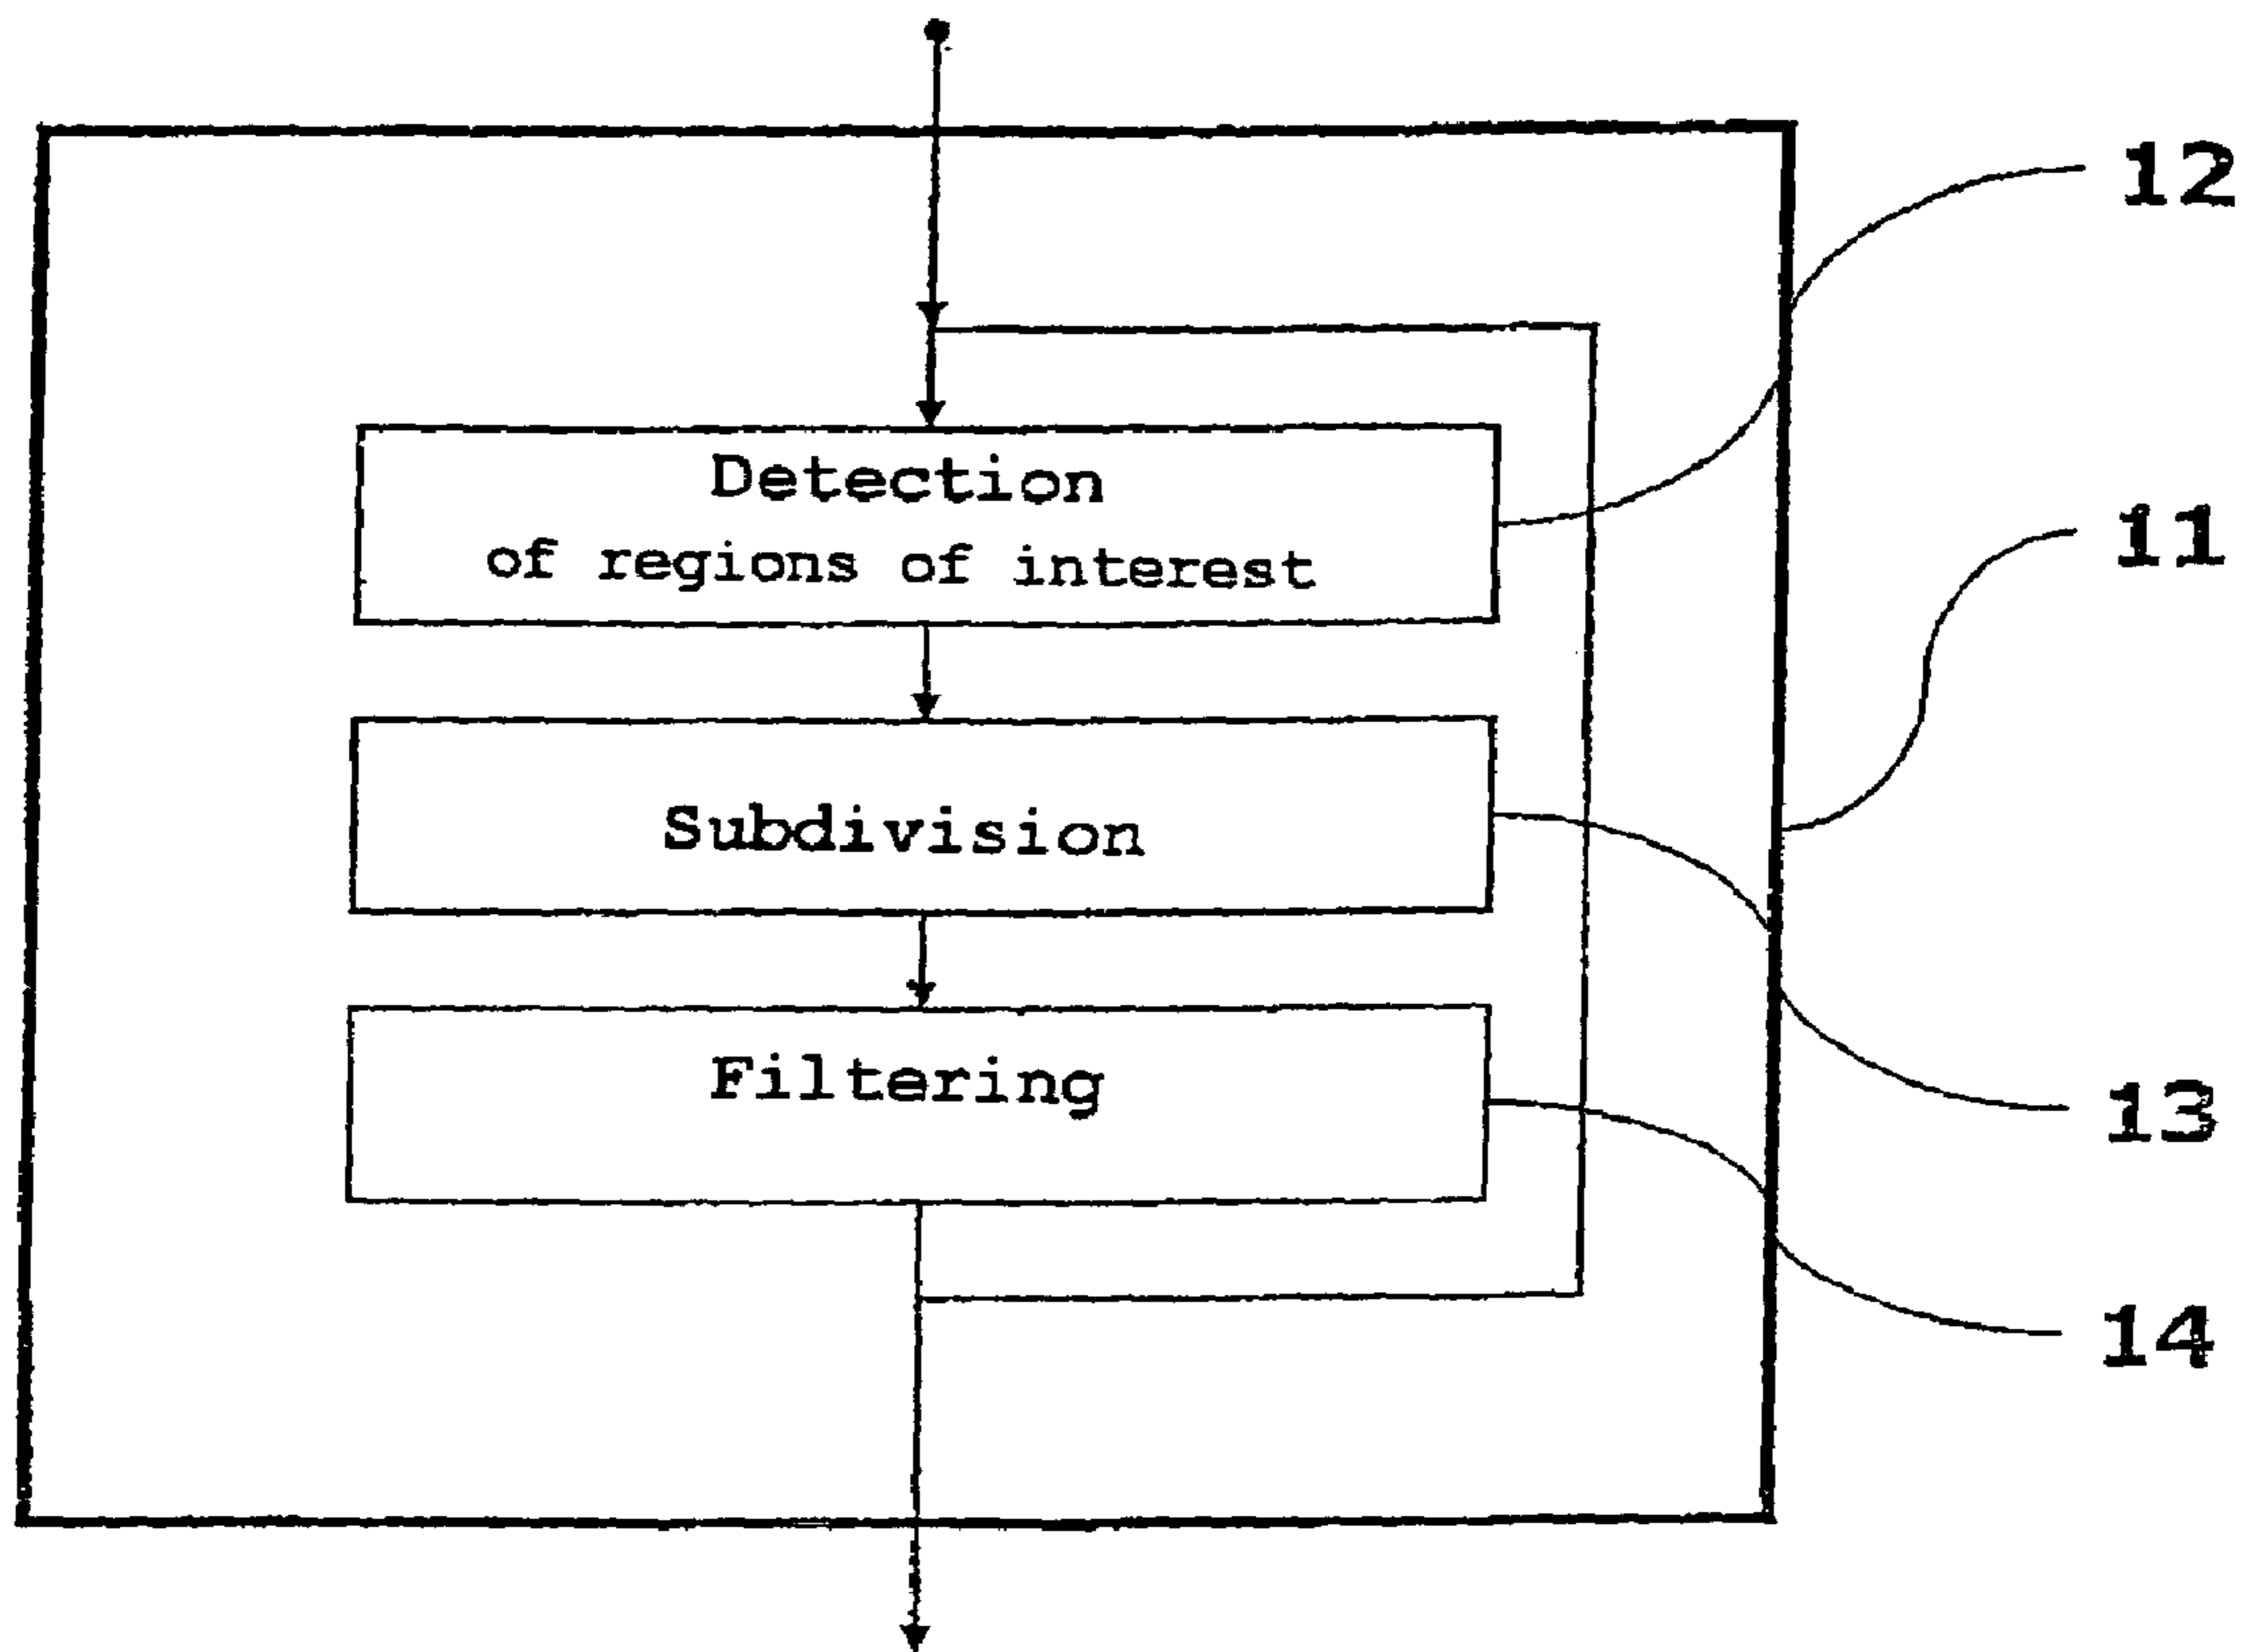 12
11
Detection
of regions of interest
Subdivision
Filtering
13
14